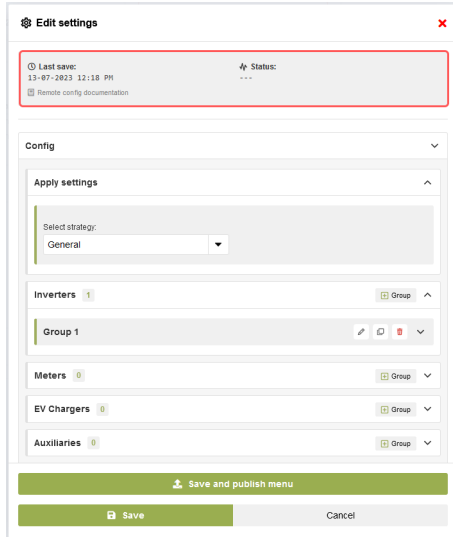 Edit settings
Last save:
13-07-2023 12:18 PM
Status:
---
Remote config documentation
Config
Apply settings
Select strategy:
General
Inverters 1 Group
Group 1
Meters 0 Group
EV Chargers 0 Group
Auxiliaries 0 Group
Save and publish menu
Save Cancel